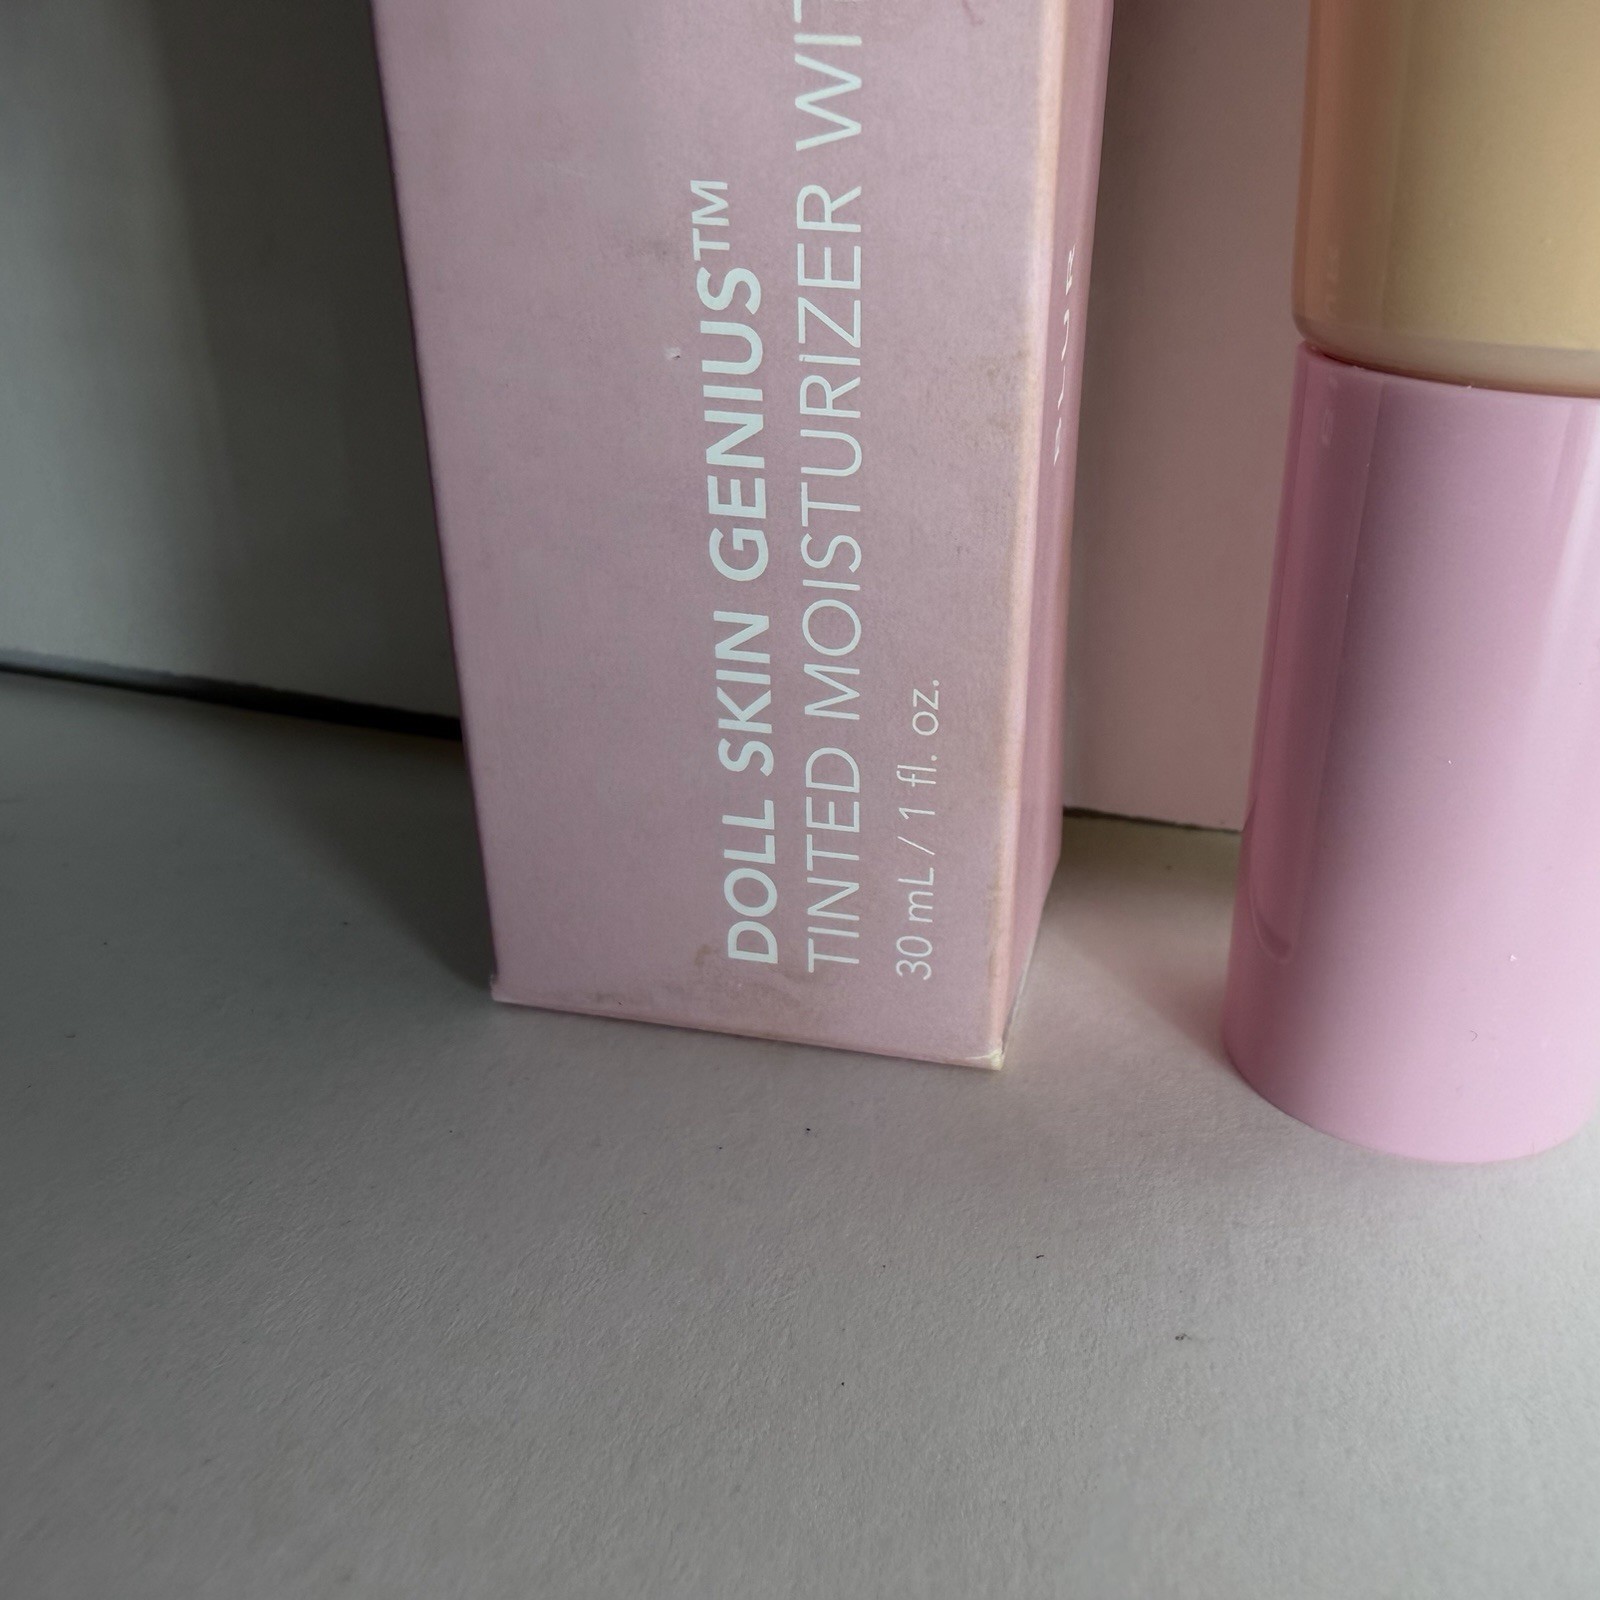 DOLL SKIN GENIUS™
TINTED MOISTURIZER
30 mL / 1 fl. oz.